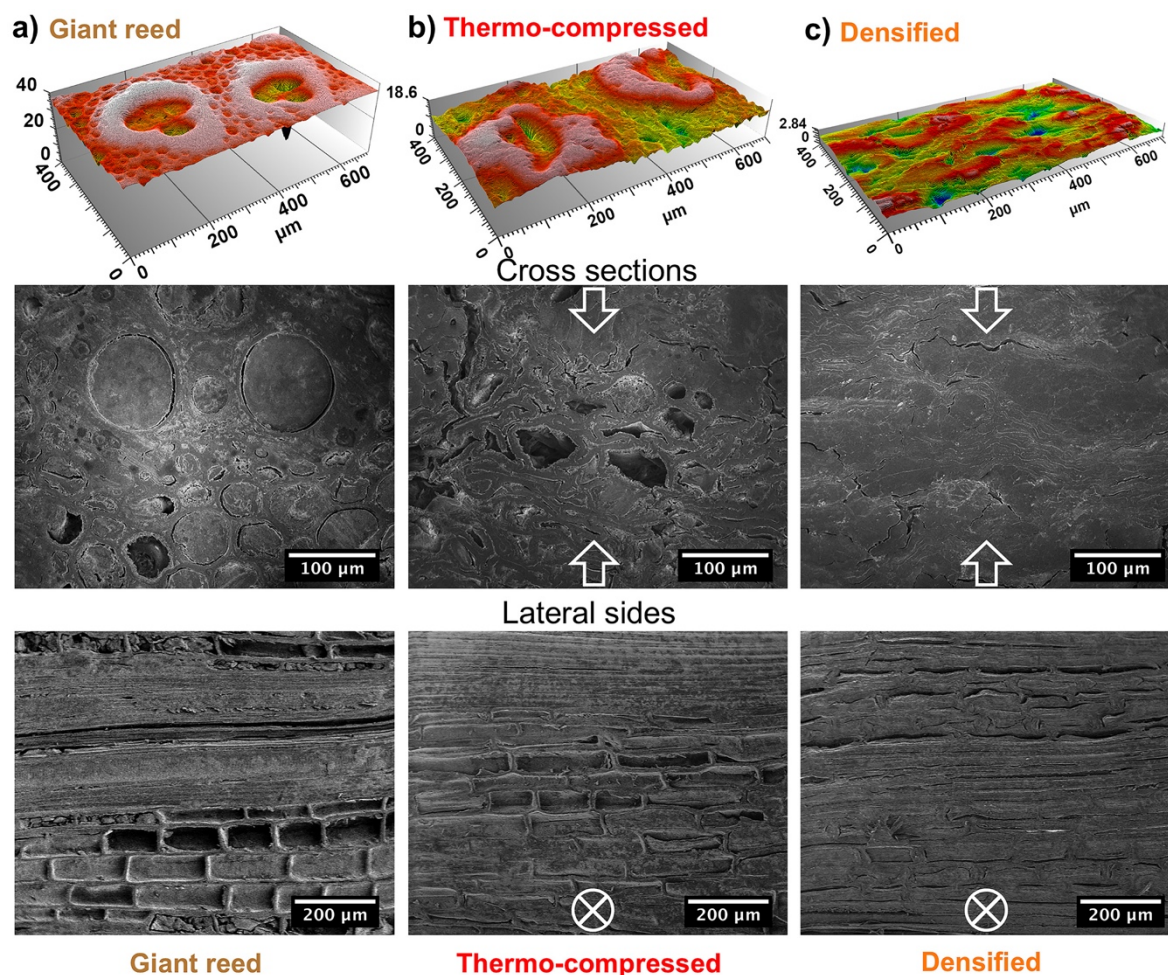 a) Giant reed
b) Thermo-compressed
c) Densified
40
20
0
400
200
0
0
200
400
600
µm
18.6
0
400
200
0
0
200
400
600
µm
2.84
0
400
200
0
0
200
400
600
µm
Cross sections
100 µm
100 µm
100 µm
Lateral sides
200 µm
200 µm
200 µm
Giant reed
Thermo-compressed
Densified